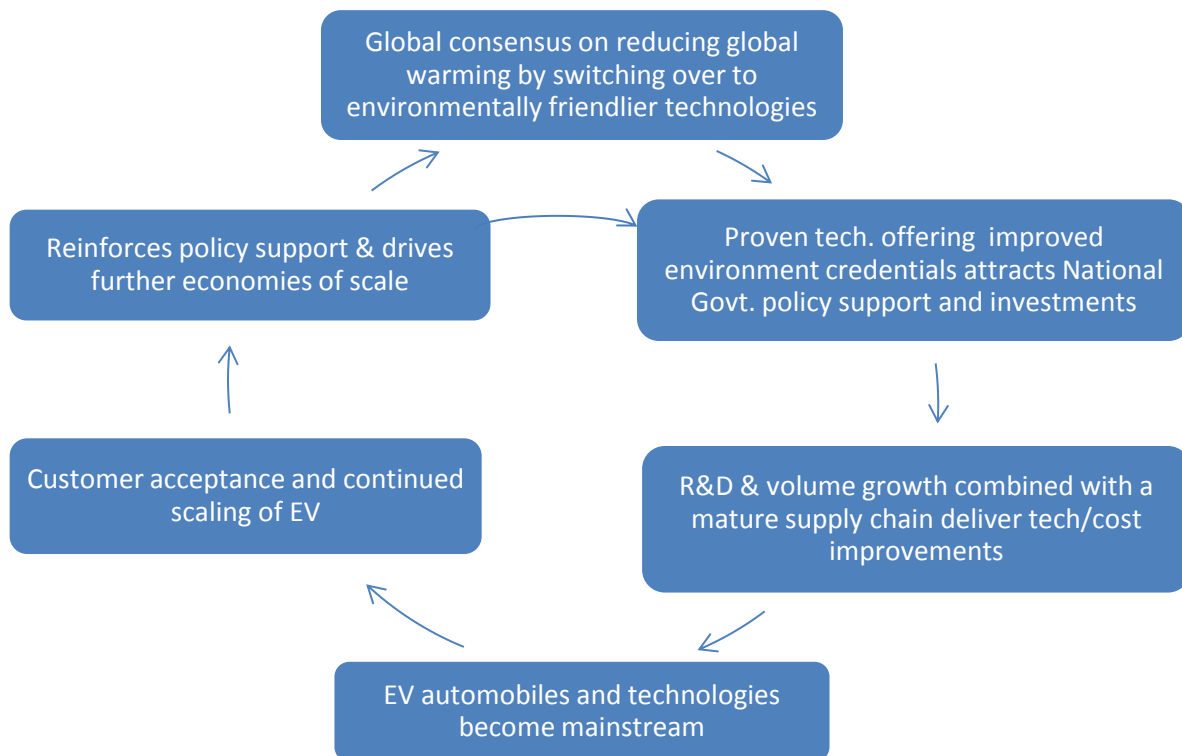 Global consensus on reducing global
warming by switching over to
environmentally friendlier technologies
Proven tech. offering improved
environment credentials attracts National
Govt. policy support and investments
R&D & volume growth combined with a
mature supply chain deliver tech/cost
improvements
EV automobiles and technologies
become mainstream
Customer acceptance and continued
scaling of EV
Reinforces policy support & drives
further economies of scale